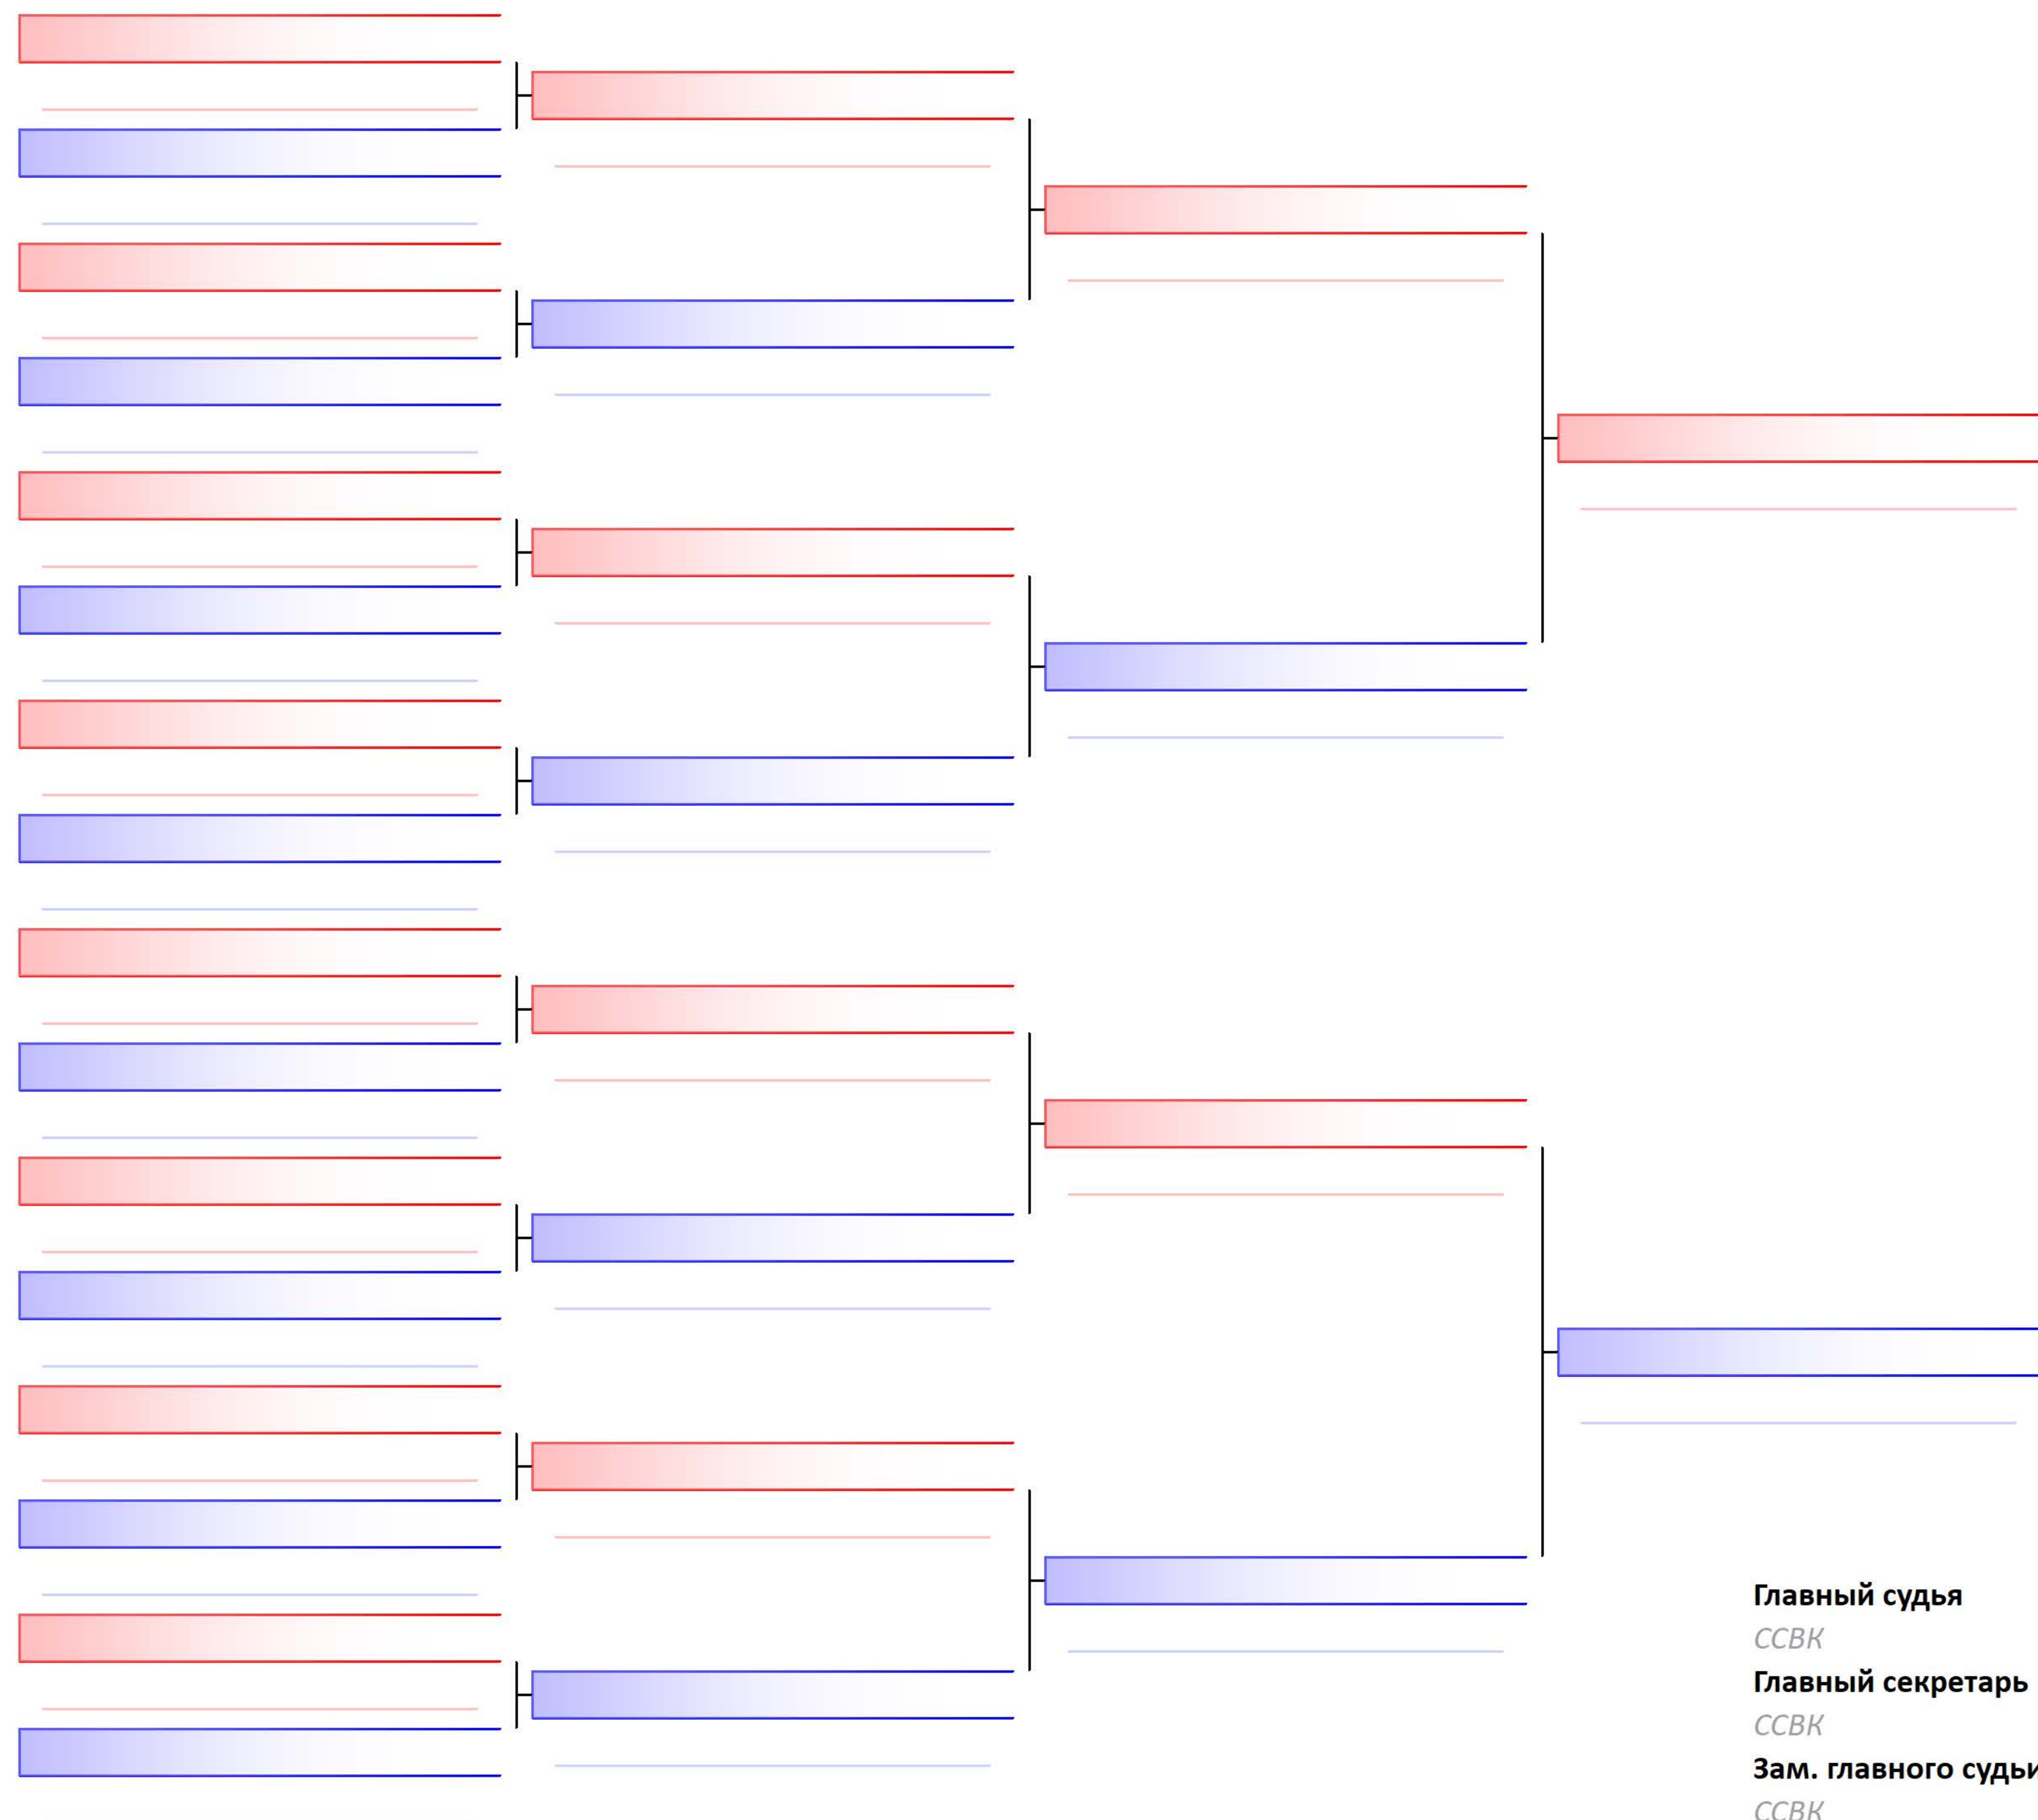 Главный судья
ССВК
Главный секретарь
ССВК
Зам. главного судьи
ССВК